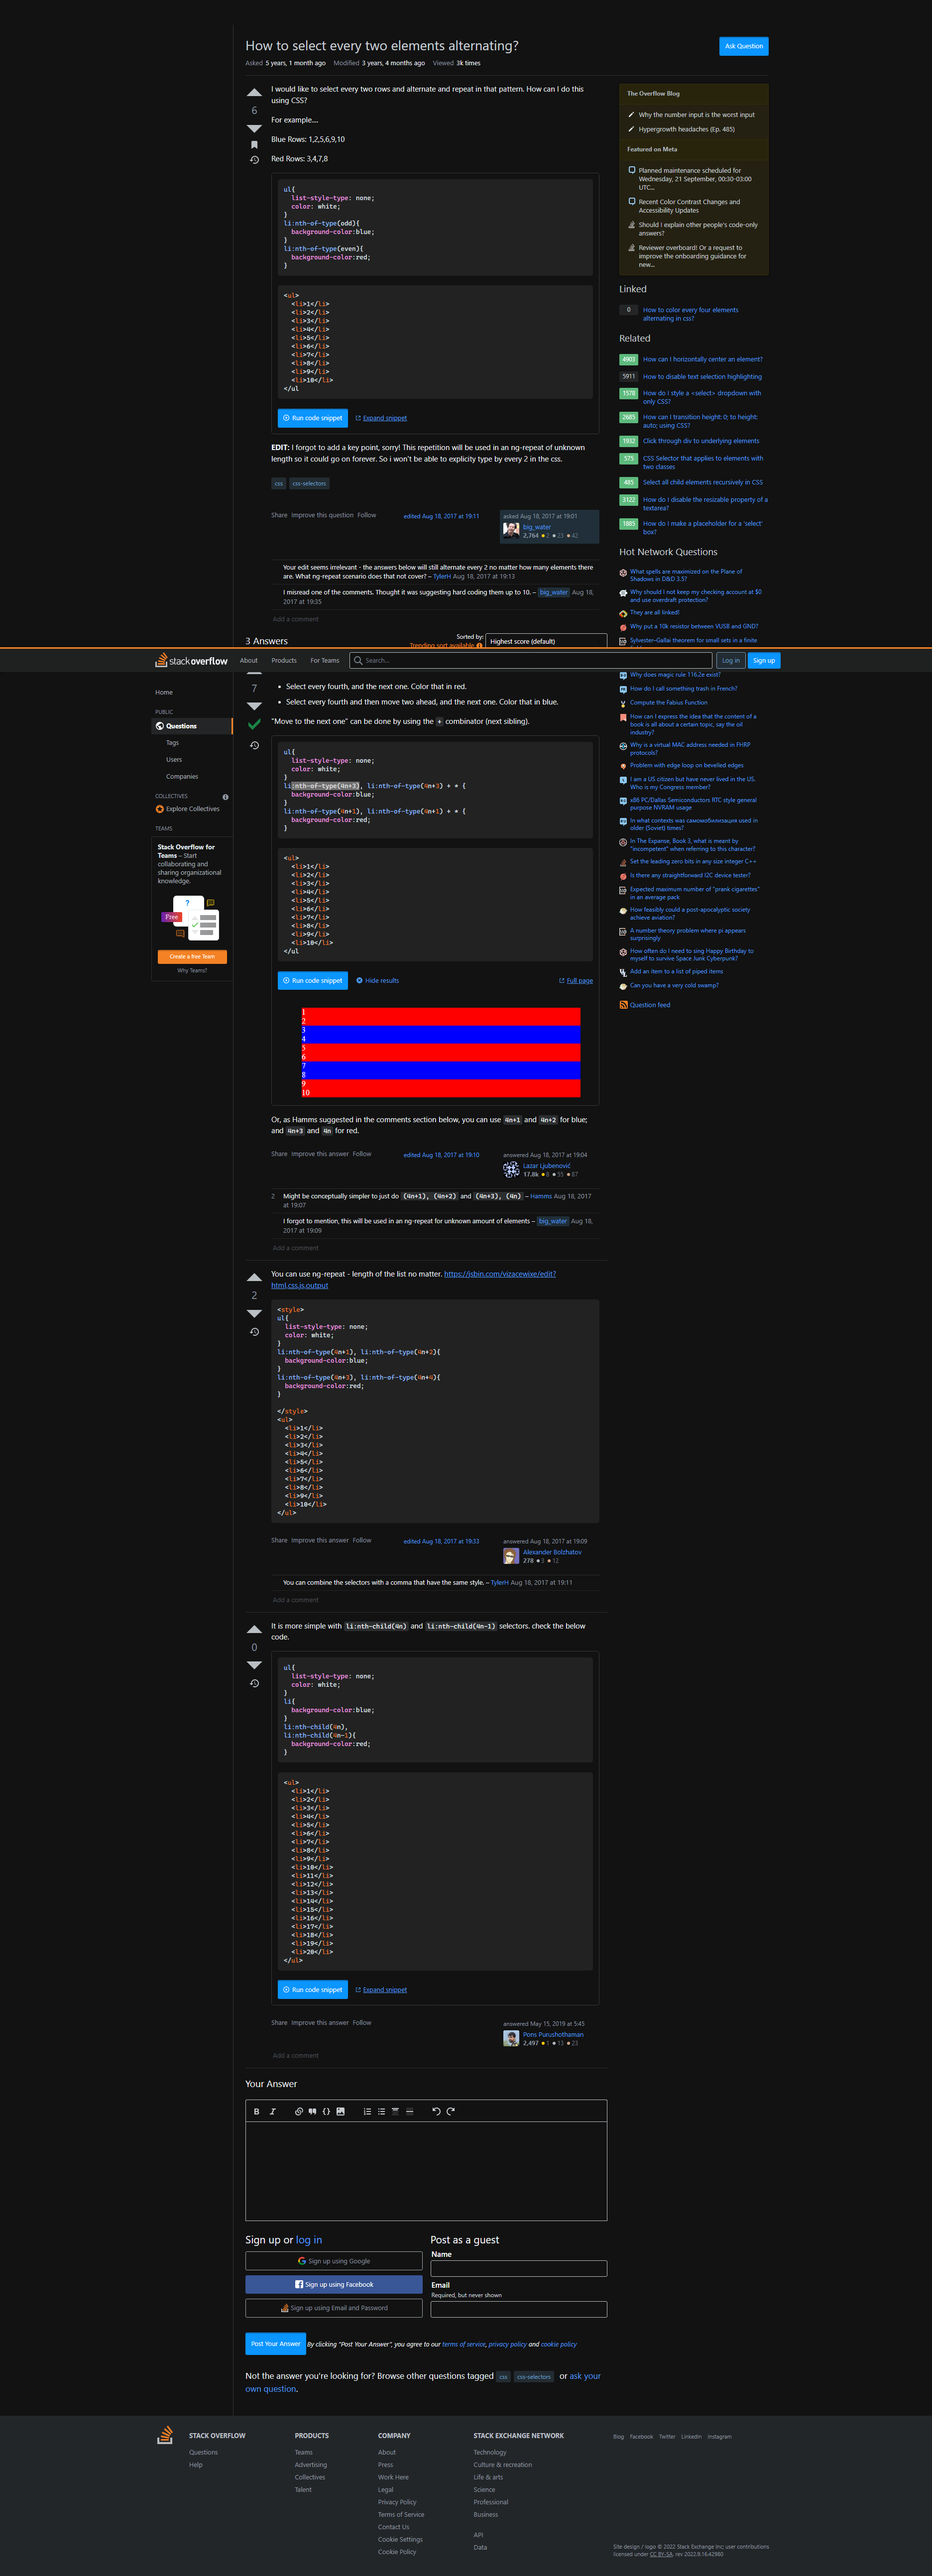 How to select every two elements alternating?
Ask Question
Asked 5 years, 1 month ago Modified 3 years, 4 months ago Viewed 3k times
6
I would like to select every two rows and alternate and repeat in that pattern. How can I do this
using CSS?
For example....
Blue Rows: 1,2,5,6,9,10
Red Rows: 3,4,7,8
ul{
list-style-type: none;
color: white;
}
li:nth-of-type(odd){
background-color:blue;
}
li:nth-of-type(even){
background-color:red;
}
<ul>
<li>1</li>
<li>2</li>
<li>3</li>
<li>4</li>
<li>5</li>
<li>6</li>
<li>7</li>
<li>8</li>
<li>9</li>
<li>10</li>
</ul
Run code snippet
Expand snippet
EDIT: I forgot to add a key point, sorry! This repetition will be used in an ng-repeat of unknown
length so it could go on forever. So i won't be able to explicity type by every 2 in the css.
css css-selectors
Share Improve this question Follow
edited Aug 18, 2017 at 19:11
asked Aug 18, 2017 at 19:01
big_water
2,764 2 23 42
Your edit seems irrelevant - the answers below will still alternate every 2 no matter how many elements there
are. What ng-repeat scenario does that not cover? – TylerH Aug 18, 2017 at 19:13
I misread one of the comments. Thought it was suggesting hard coding them up to 10. – big_water Aug 18,
2017 at 19:35
Add a comment
3 Answers
Sorted by:
Trending sort available
Highest score (default)
The Overflow Blog
Why the number input is the worst input
Hypergrowth headaches (Ep. 485)
Featured on Meta
Planned maintenance scheduled for
Wednesday, 21 September, 00:30-03:00
UTC...
Recent Color Contrast Changes and
Accessibility Updates
Should I explain other people's code-only
answers?
Reviewer overboard! Or a request to
improve the onboarding guidance for
new...
Linked
0 How to color every four elements
alternating in css?
Related
4903 How can I horizontally center an element?
5911 How to disable text selection highlighting
1578 How do I style a <select> dropdown with
only CSS?
2685 How can I transition height: 0; to height:
auto; using CSS?
1932 Click through div to underlying elements
575 CSS Selector that applies to elements with
two classes
485 Select all child elements recursively in CSS
3122 How do I disable the resizable property of a
textarea?
1885 How do I make a placeholder for a 'select'
box?
Hot Network Questions
What spells are maximized on the Plane of
Shadows in D&D 3.5?
Why should I not keep my checking account at $0
and use overdraft protection?
They are all linked!
Why put a 10k resistor between VUSB and GND?
Sylvester–Gallai theorem for small sets in a finite
stackoverflow
About Products For Teams
Search...
Log in
Sign up
Home
PUBLIC
Questions
Tags
Users
Companies
COLLECTIVES
Explore Collectives
TEAMS
Stack Overflow for
Teams – Start
collaborating and
sharing organizational
knowledge.
?
Free
Create a free Team
Why Teams?
7
Select every fourth, and the next one. Color that in red.
Select every fourth and then move two ahead, and the next one. Color that in blue.
"Move to the next one" can be done by using the + combinator (next sibling).
ul{
list-style-type: none;
color: white;
}
li:nth-of-type(4n+3), li:nth-of-type(4n+3) + * {
background-color:blue;
}
li:nth-of-type(4n+1), li:nth-of-type(4n+1) + * {
background-color:red;
}
<ul>
<li>1</li>
<li>2</li>
<li>3</li>
<li>4</li>
<li>5</li>
<li>6</li>
<li>7</li>
<li>8</li>
<li>9</li>
<li>10</li>
</ul
Run code snippet
Hide results
Full page
1
2
3
4
5
6
7
8
9
10
Or, as Hamms suggested in the comments section below, you can use 4n+1 and 4n+2 for blue;
and 4n+3 and 4n for red.
Share Improve this answer Follow
edited Aug 18, 2017 at 19:10
answered Aug 18, 2017 at 19:04
Lazar Ljubenović
17.8k 8 55 87
2 Might be conceptually simpler to just do (4n+1), (4n+2) and (4n+3), (4n) – Hamms Aug 18, 2017
at 19:07
I forgot to mention, this will be used in an ng-repeat for unknown amount of elements – big_water Aug 18,
2017 at 19:09
Add a comment
Why does magic rule 116.2e exist?
How do I call something trash in French?
Compute the Fabius Function
How can I express the idea that the content of a
book is all about a certain topic, say the oil
industry?
Why is a virtual MAC address needed in FHRP
protocols?
Problem with edge loop on bevelled edges
I am a US citizen but have never lived in the US.
Who is my Congress member?
x86 PC/Dallas Semiconductors RTC style general
purpose NVRAM usage
In what contexts was самомобилизация used in
older (Soviet) times?
In The Expanse, Book 3, what is meant by
"incompetent" when referring to this character?
Set the leading zero bits in any size integer C++
Is there any straightforward I2C device tester?
Expected maximum number of "prank cigarettes"
in an average pack
How feasibly could a post-apocalyptic society
achieve aviation?
A number theory problem where pi appears
surprisingly
How often do I need to sing Happy Birthday to
myself to survive Space Junk Cyberpunk?
Add an item to a list of piped items
Can you have a very cold swamp?
Question feed
2
You can use ng-repeat - length of the list no matter. https://jsbin.com/vizacewixe/edit?
html,css,js,output
<style>
ul{
list-style-type: none;
color: white;
}
li:nth-of-type(4n+1), li:nth-of-type(4n+2){
background-color:blue;
}
li:nth-of-type(4n+3), li:nth-of-type(4n+4){
background-color:red;
}
</style>
<ul>
<li>1</li>
<li>2</li>
<li>3</li>
<li>4</li>
<li>5</li>
<li>6</li>
<li>7</li>
<li>8</li>
<li>9</li>
<li>10</li>
</ul>
Share Improve this answer Follow
edited Aug 18, 2017 at 19:33
answered Aug 18, 2017 at 19:09
Alexander Bolzhatov
278 3 12
You can combine the selectors with a comma that have the same style. – TylerH Aug 18, 2017 at 19:11
Add a comment
0
It is more simple with li:nth-child(4n) and li:nth-child(4n-1) selectors. check the below
code.
ul{
list-style-type: none;
color: white;
}
li{
background-color:blue;
}
li:nth-child(4n),
li:nth-child(4n-1){
background-color:red;
}
<ul>
<li>1</li>
<li>2</li>
<li>3</li>
<li>4</li>
<li>5</li>
<li>6</li>
<li>7</li>
<li>8</li>
<li>9</li>
<li>10</li>
<li>11</li>
<li>12</li>
<li>13</li>
<li>14</li>
<li>15</li>
<li>16</li>
<li>17</li>
<li>18</li>
<li>19</li>
<li>20</li>
</ul>
Run code snippet
Expand snippet
Share Improve this answer Follow
answered May 15, 2019 at 5:45
Pons Purushothaman
2,497 1 13 23
Add a comment
Your Answer
B I
Sign up or log in
Sign up using Google
Sign up using Facebook
Sign up using Email and Password
Post as a guest
Name
Email
Required, but never shown
Post Your Answer
By clicking "Post Your Answer", you agree to our terms of service, privacy policy and cookie policy
Not the answer you're looking for? Browse other questions tagged css css-selectors or ask your
own question.
STACK OVERFLOW
Questions
Help
PRODUCTS
Teams
Advertising
Collectives
Talent
COMPANY
About
Press
Work Here
Legal
Privacy Policy
Terms of Service
Contact Us
Cookie Settings
Cookie Policy
STACK EXCHANGE NETWORK
Technology
Culture & recreation
Life & arts
Science
Professional
Business
API
Data
Blog Facebook Twitter LinkedIn Instagram
Site design / logo © 2022 Stack Exchange Inc; user contributions
licensed under CC BY-SA. rev 2022.9.16.42980